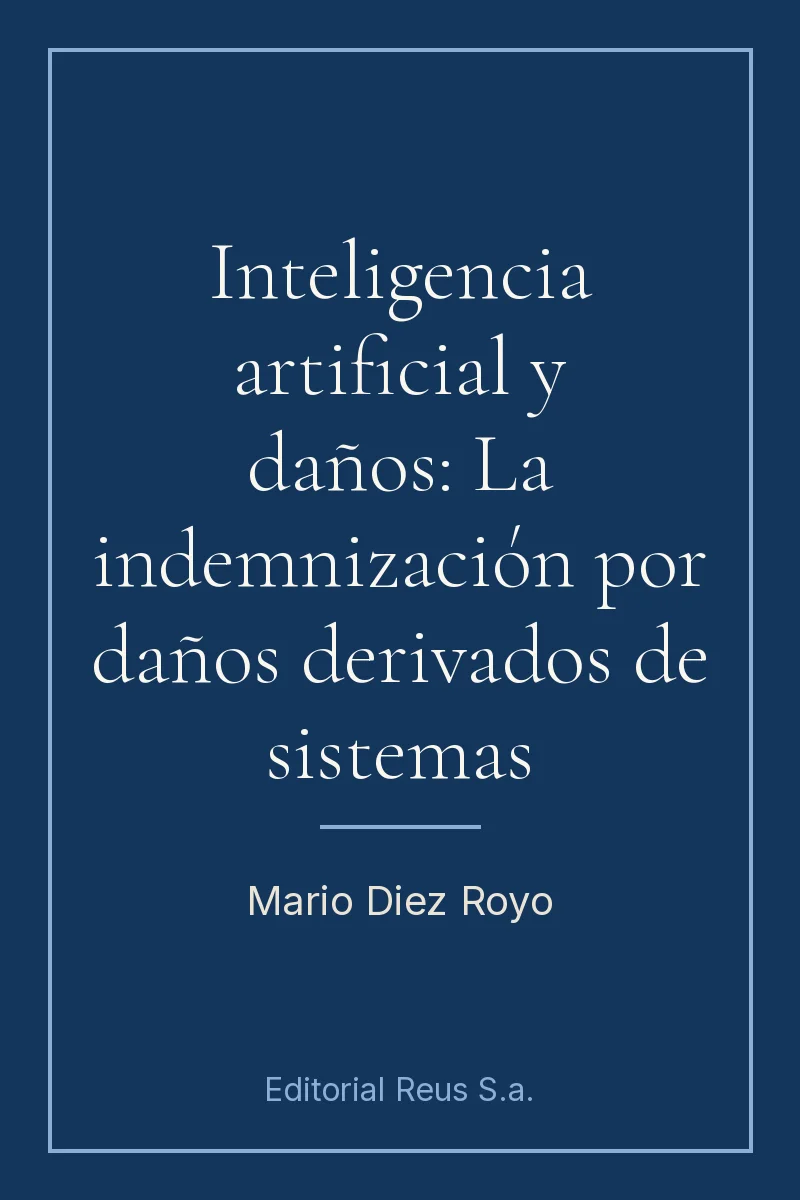 Inteligencia
artificial y
daños: La
indemnización por
daños derivados de
sistemas
Mario Diez Royo
Editorial Reus S.a.